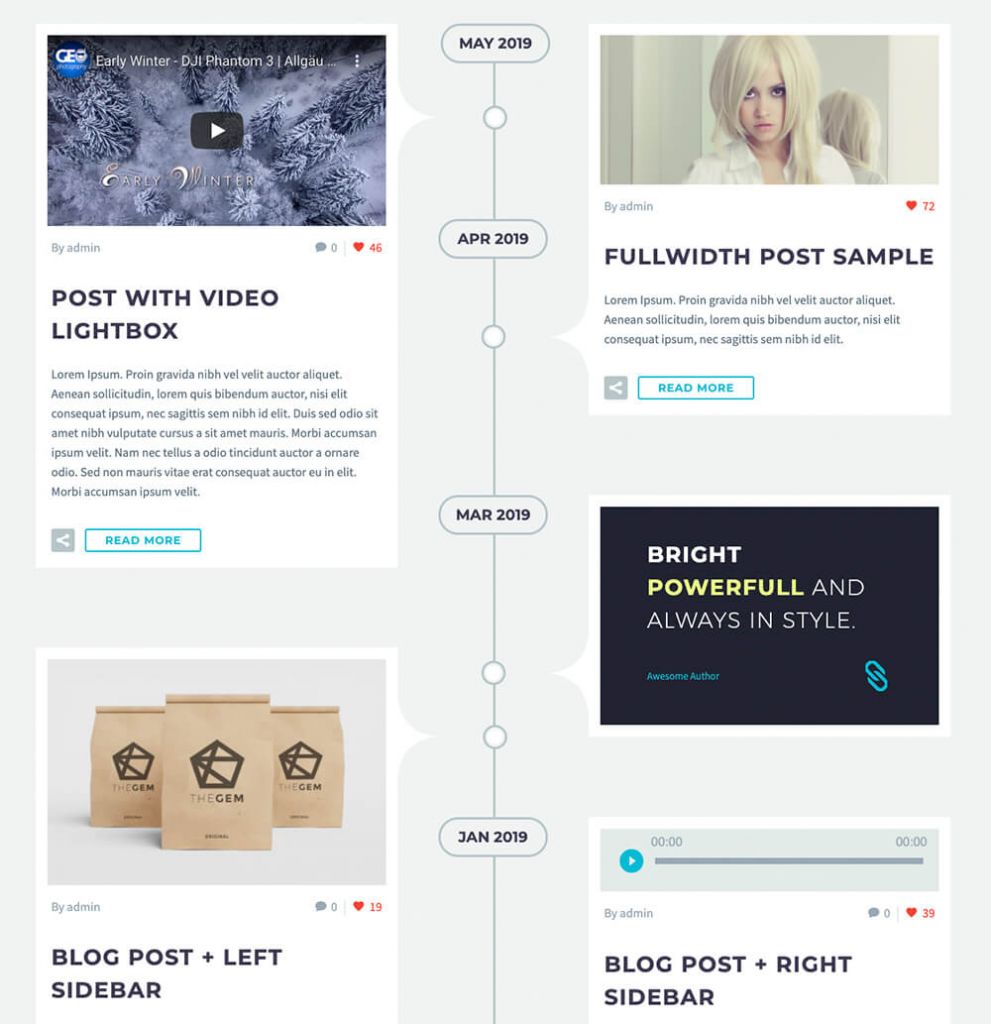 MAY 2019
GEO
photography
Early Winter - DJI Phantom 3 | Allgäu ...
EARLY WINTER
By admin
0
46
POST WITH VIDEO
LIGHTBOX
Lorem Ipsum. Proin gravida nibh vel velit auctor aliquet.
Aenean sollicitudin, lorem quis bibendum auctor, nisi elit
consequat ipsum, nec sagittis sem nibh id elit. Duis sed odio sit
amet nibh vulputate cursus a sit amet mauris. Morbi accumsan
ipsum velit. Nam nec tellus a odio tincidunt auctor a ornare
odio. Sed non mauris vitae erat consequat auctor eu in elit.
Morbi accumsan ipsum velit.
READ MORE
APR 2019
By admin
72
FULLWIDTH POST SAMPLE
Lorem Ipsum. Proin gravida nibh vel velit auctor aliquet.
Aenean sollicitudin, lorem quis bibendum auctor, nisi elit
consequat ipsum, nec sagittis sem nibh id elit.
READ MORE
MAR 2019
BRIGHT
POWERFULL AND
ALWAYS IN STYLE.
Awesome Author
THEGEM
THEGEM
ORIGINAL
THEGEM
By admin
0
19
BLOG POST + LEFT
SIDEBAR
JAN 2019
00:00
00:00
By admin
0
39
BLOG POST + RIGHT
SIDEBAR